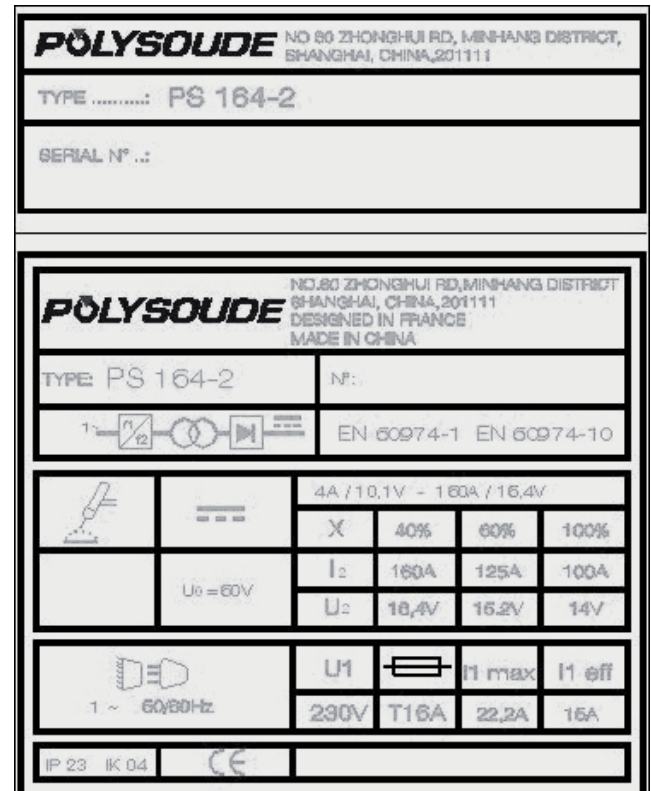 POLYSOUDE NO 60 ZHONGHUI RD, MINHANG DISTRICT,
SHANGHAI, CHINA,201111
TYPE ..........: PS 164-2
SERIAL N° ..:
POLYSOUDE NO.60 ZHONGHUI RD,MINHANG DISTRICT
SHANGHAI, CHINA,201111
DESIGNED IN FRANCE
MADE IN CHINA
TYPE: PS 164-2 N°:
1~ f1 f2 EN 60974-1 EN 60974-10
4A / 10,1V - 160A / 16,4V
X 40% 60% 100%
I2 160A 125A 100A
U0 = 60V
U2 16,4V 15.2V 14V
U1 I1 max I1 eff
1 ~ 50/60Hz 230V T16A 22,2A 15A
IP 23 IK 04 CE